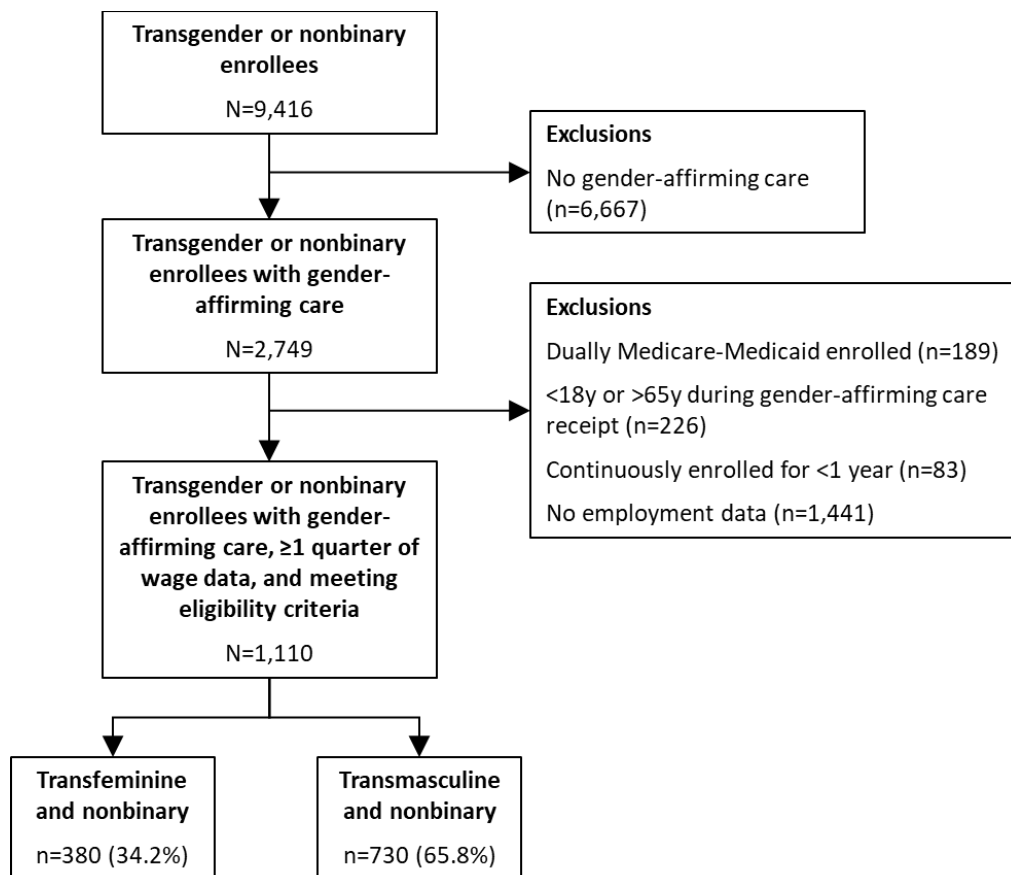 Transgender or nonbinary
enrollees
N=9,416
Exclusions
No gender-affirming care
(n=6,667)
Transgender or nonbinary
enrollees with gender-
affirming care
N=2,749
Exclusions
Dually Medicare-Medicaid enrolled (n=189)
<18y or >65y during gender-affirming care
receipt (n=226)
Continuously enrolled for <1 year (n=83)
No employment data (n=1,441)
Transgender or nonbinary
enrollees with gender-
affirming care, ≥1 quarter of
wage data, and meeting
eligibility criteria
N=1,110
Transfeminine
and nonbinary
n=380 (34.2%)
Transmasculine
and nonbinary
n=730 (65.8%)